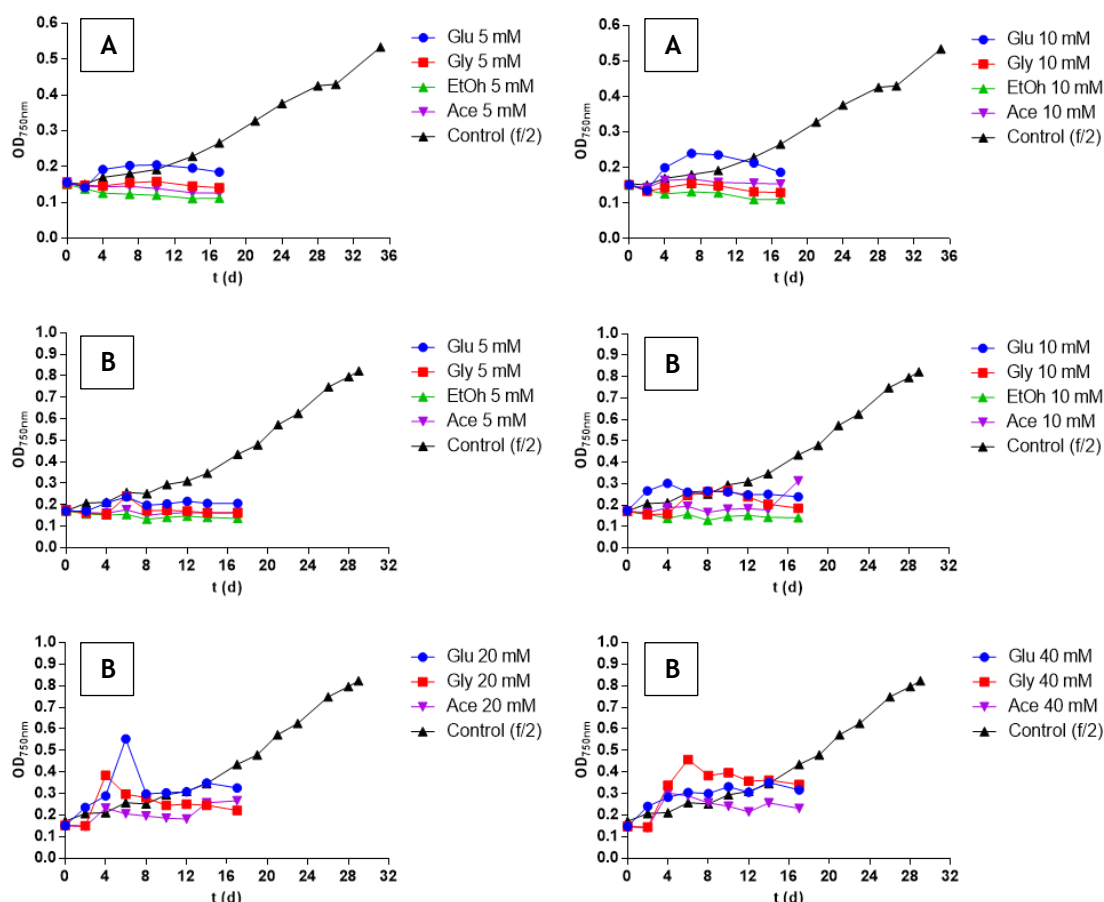 A
0.6
0.5
0.4
0.3
0.2
0.1
0.0
OD750nm
0 4 8 12 16 20 24 28 32 36
t (d)
Glu 5 mM
Gly 5 mM
EtOh 5 mM
Ace 5 mM
Control (f/2)
A
0.6
0.5
0.4
0.3
0.2
0.1
0.0
OD750nm
0 4 8 12 16 20 24 28 32 36
t (d)
Glu 10 mM
Gly 10 mM
EtOh 10 mM
Ace 10 mM
Control (f/2)
B
1.0
0.9
0.8
0.7
0.6
0.5
0.4
0.3
0.2
0.1
0.0
OD750nm
0 4 8 12 16 20 24 28 32
t (d)
Glu 5 mM
Gly 5 mM
EtOh 5 mM
Ace 5 mM
Control (f/2)
B
1.0
0.9
0.8
0.7
0.6
0.5
0.4
0.3
0.2
0.1
0.0
OD750nm
0 4 8 12 16 20 24 28 32
t (d)
Glu 10 mM
Gly 10 mM
EtOh 10 mM
Ace 10 mM
Control (f/2)
B
1.0
0.9
0.8
0.7
0.6
0.5
0.4
0.3
0.2
0.1
0.0
OD750nm
0 4 8 12 16 20 24 28 32
t (d)
Glu 20 mM
Gly 20 mM
Ace 20 mM
Control (f/2)
B
1.0
0.9
0.8
0.7
0.6
0.5
0.4
0.3
0.2
0.1
0.0
OD750nm
0 4 8 12 16 20 24 28 32
t (d)
Glu 40 mM
Gly 40 mM
Ace 40 mM
Control (f/2)